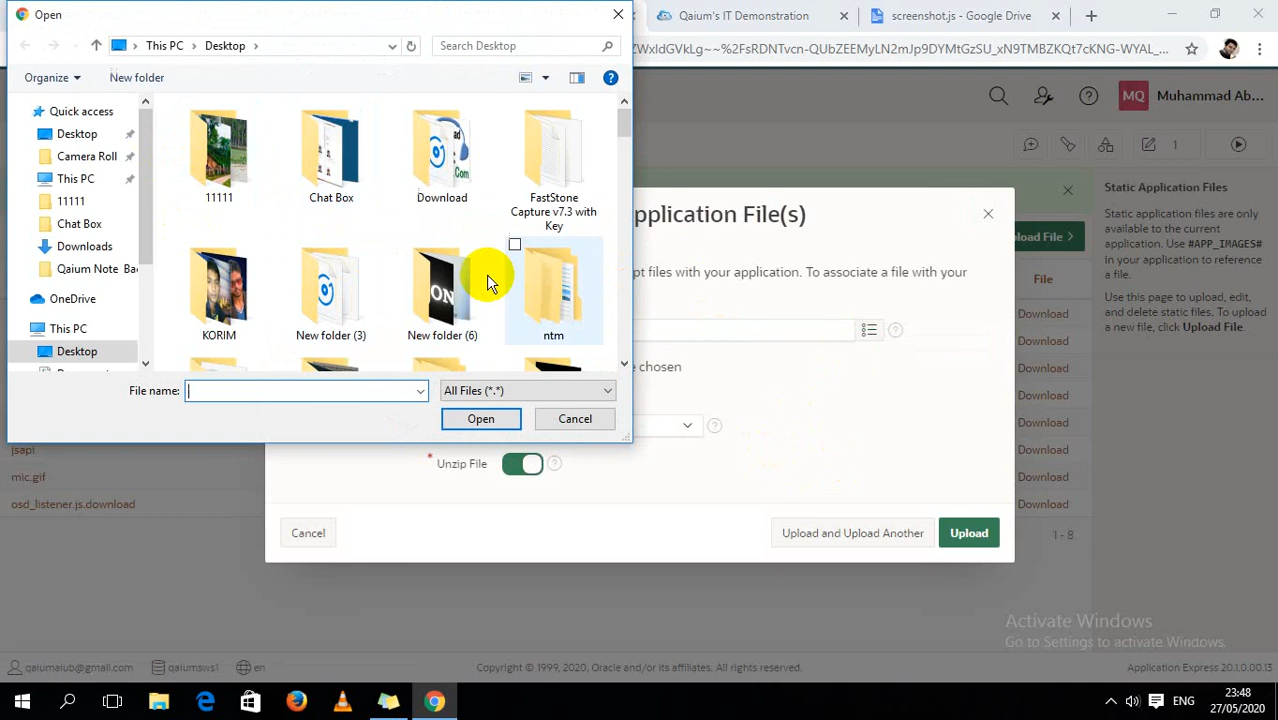 Open
Qaium's IT Demonstration
screenshot.js - Google Drive
This PC
Desktop
Search Desktop
ZWxldGVkLg~~%2FsRDNTvcn-QUbZEEMyLN2mJp9DYMtGzSU_xN9TMBZKQt7cKNG-WYAL_...
Organize
New folder
Quick access
Desktop
Camera Roll
This PC
11111
Chat Box
Downloads
Qaium Note Bac
OneDrive
This PC
Desktop
11111
Chat Box
Download
FastStone
Capture v7.3 with
Key
ON
KORIM
New folder (3)
New folder (6)
ntm
File name:
All Files (*.*)
Open
Cancel
MQ
Muhammad Ab...
1
Static Application Files
Static application files are only
available to the current
application. Use #APP_IMAGES#
in your application to reference
a file.
Use this page to upload, edit,
and delete static files. To upload
a new file, click Upload File.
pload File
File
Download
Download
Download
Download
Download
Download
Download
Download
pplication File(s)
ipt files with your application. To associate a file with your
e chosen
* Unzip File
Cancel
Upload and Upload Another
Upload
jsapi
mic.gif
osd_listener.js.download
1 - 8
Activate Windows
Go to Settings to activate Windows.
qaiumaiub@gmail.com
qaiumsws1
en
Copyright © 1999, 2020, Oracle and/or its affiliates. All rights reserved.
Application Express 20.1.0.00.13
ENG
23:48
27/05/2020